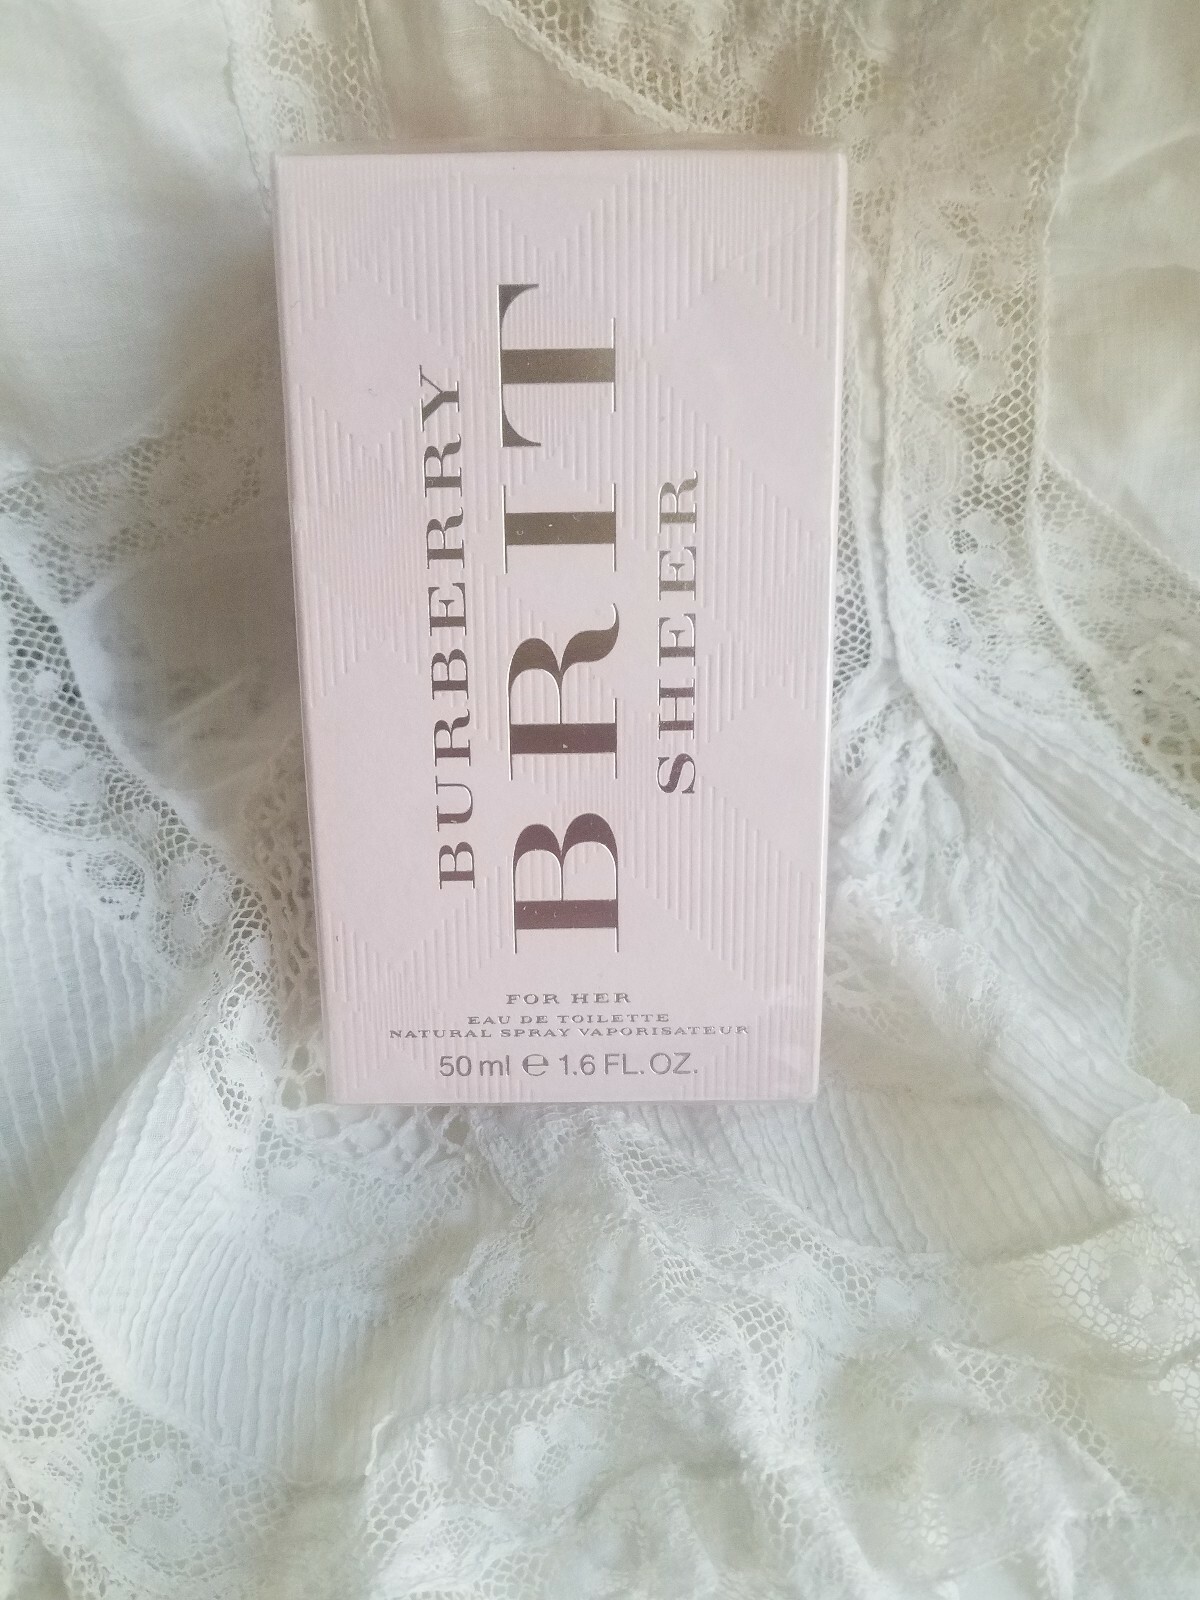 BURBERRY
BRIT
SHEER
FOR HER
EAU DE TOILETTE
NATURAL SPRAY VAPORISATEUR
50 ml ℮ 1.6 FL. OZ.